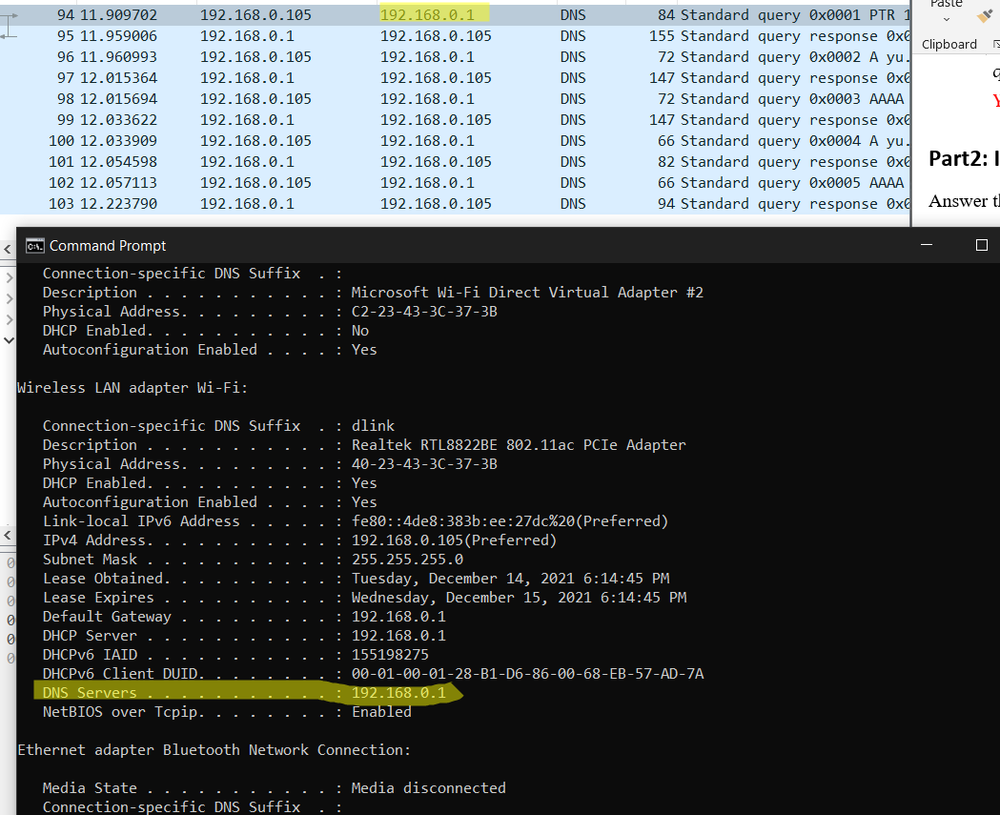 94 11.909702 192.168.0.105 192.168.0.1 DNS 84 Standard query 0x0001 PTR 1
95 11.959006 192.168.0.1 192.168.0.105 DNS 155 Standard query response 0x0
96 11.960993 192.168.0.105 192.168.0.1 DNS 72 Standard query 0x0002 A yu.
97 12.015364 192.168.0.1 192.168.0.105 DNS 147 Standard query response 0x0
98 12.015694 192.168.0.105 192.168.0.1 DNS 72 Standard query 0x0003 AAAA
99 12.033622 192.168.0.1 192.168.0.105 DNS 147 Standard query response 0x0
100 12.033909 192.168.0.105 192.168.0.1 DNS 66 Standard query 0x0004 A yu.
101 12.054598 192.168.0.1 192.168.0.105 DNS 82 Standard query response 0x0
102 12.057113 192.168.0.105 192.168.0.1 DNS 66 Standard query 0x0005 AAAA
103 12.223790 192.168.0.1 192.168.0.105 DNS 94 Standard query response 0x0
Paste
Clipboard
Part2: I
Answer th
Command Prompt
Connection-specific DNS Suffix . :
Description . . . . . . . . . . . : Microsoft Wi-Fi Direct Virtual Adapter #2
Physical Address. . . . . . . . . : C2-23-43-3C-37-3B
DHCP Enabled. . . . . . . . . . . : No
Autoconfiguration Enabled . . . . : Yes
Wireless LAN adapter Wi-Fi:
Connection-specific DNS Suffix . : dlink
Description . . . . . . . . . . . : Realtek RTL8822BE 802.11ac PCIe Adapter
Physical Address. . . . . . . . . : 40-23-43-3C-37-3B
DHCP Enabled. . . . . . . . . . . : Yes
Autoconfiguration Enabled . . . . : Yes
Link-local IPv6 Address . . . . . : fe80::4de8:383b:ee:27dc%20(Preferred)
IPv4 Address. . . . . . . . . . . : 192.168.0.105(Preferred)
Subnet Mask . . . . . . . . . . . : 255.255.255.0
Lease Obtained. . . . . . . . . . : Tuesday, December 14, 2021 6:14:45 PM
Lease Expires . . . . . . . . . . : Wednesday, December 15, 2021 6:14:45 PM
Default Gateway . . . . . . . . . : 192.168.0.1
DHCP Server . . . . . . . . . . . : 192.168.0.1
DHCPv6 IAID . . . . . . . . . . . : 155198275
DHCPv6 Client DUID. . . . . . . . : 00-01-00-01-28-B1-D6-86-00-68-EB-57-AD-7A
DNS Servers . . . . . . . . . . . : 192.168.0.1
NetBIOS over Tcpip. . . . . . . . : Enabled
Ethernet adapter Bluetooth Network Connection:
Media State . . . . . . . . . . . : Media disconnected
Connection-specific DNS Suffix . :